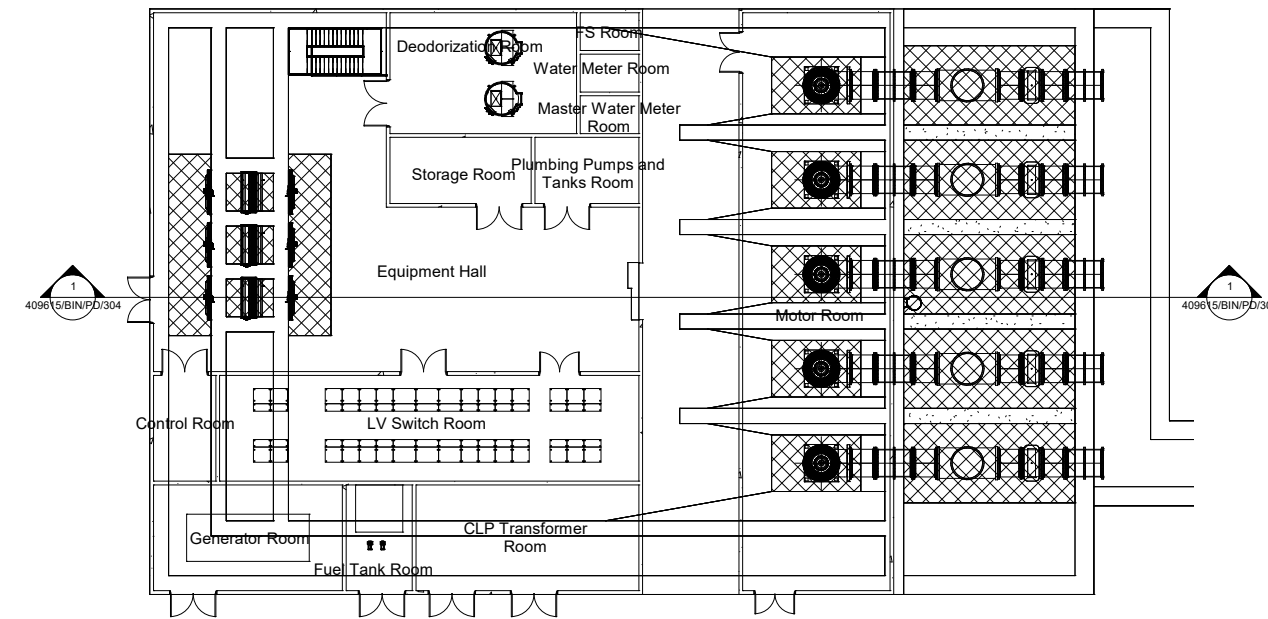 FS Room
Deodorization Room
Water Meter Room
Master Water Meter
Room
Storage Room
Plumbing Pumps and
Tanks Room
Equipment Hall
1
409615/BIN/PD/304
1
409615/BIN/PD/30
Motor Room
Control Room
LV Switch Room
Generator Room
CLP Transformer
Room
Fuel Tank Room